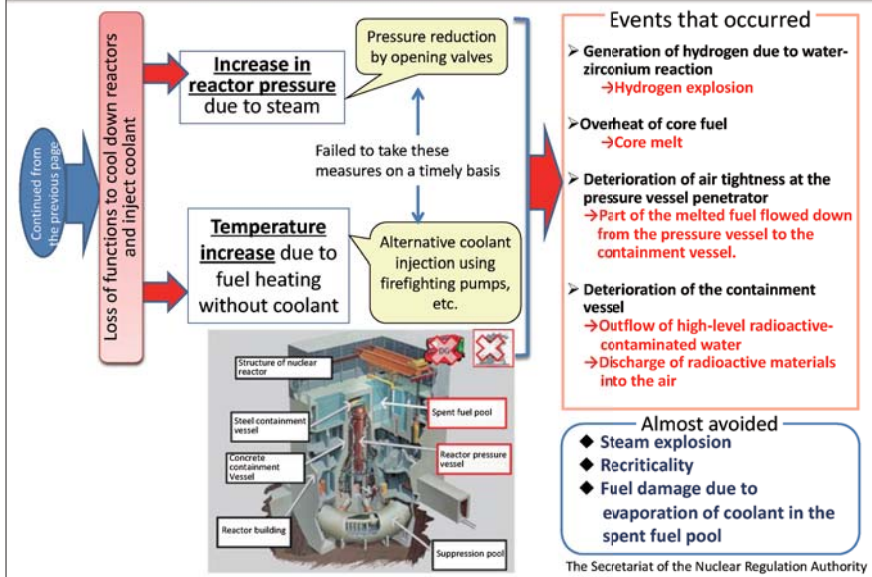 Continued from
the previous page
Loss of functions to cool down reactors
and inject coolant
Increase in
reactor pressure
due to steam
Pressure reduction
by opening valves
Failed to take these
measures on a timely basis
Temperature
increase due to
fuel heating
without coolant
Alternative coolant
injection using
firefighting pumps,
etc.
Structure of nuclear
reactor
Steel containment
vessel
Concrete
containment
Vessel
Reactor building
DG
Spent fuel pool
Reactor pressure
vessel
Suppression pool
Events that occurred
➢ Generation of hydrogen due to water-
zirconium reaction
→Hydrogen explosion
➢Overheat of core fuel
→Core melt
➢ Deterioration of air tightness at the
pressure vessel penetrator
→Part of the melted fuel flowed down
from the pressure vessel to the
containment vessel.
➢ Deterioration of the containment
vessel
→Outflow of high-level radioactive-
contaminated water
→Discharge of radioactive materials
into the air
Almost avoided
◆ Steam explosion
◆ Recriticality
◆ Fuel damage due to
evaporation of coolant in the
spent fuel pool
The Secretariat of the Nuclear Regulation Authority